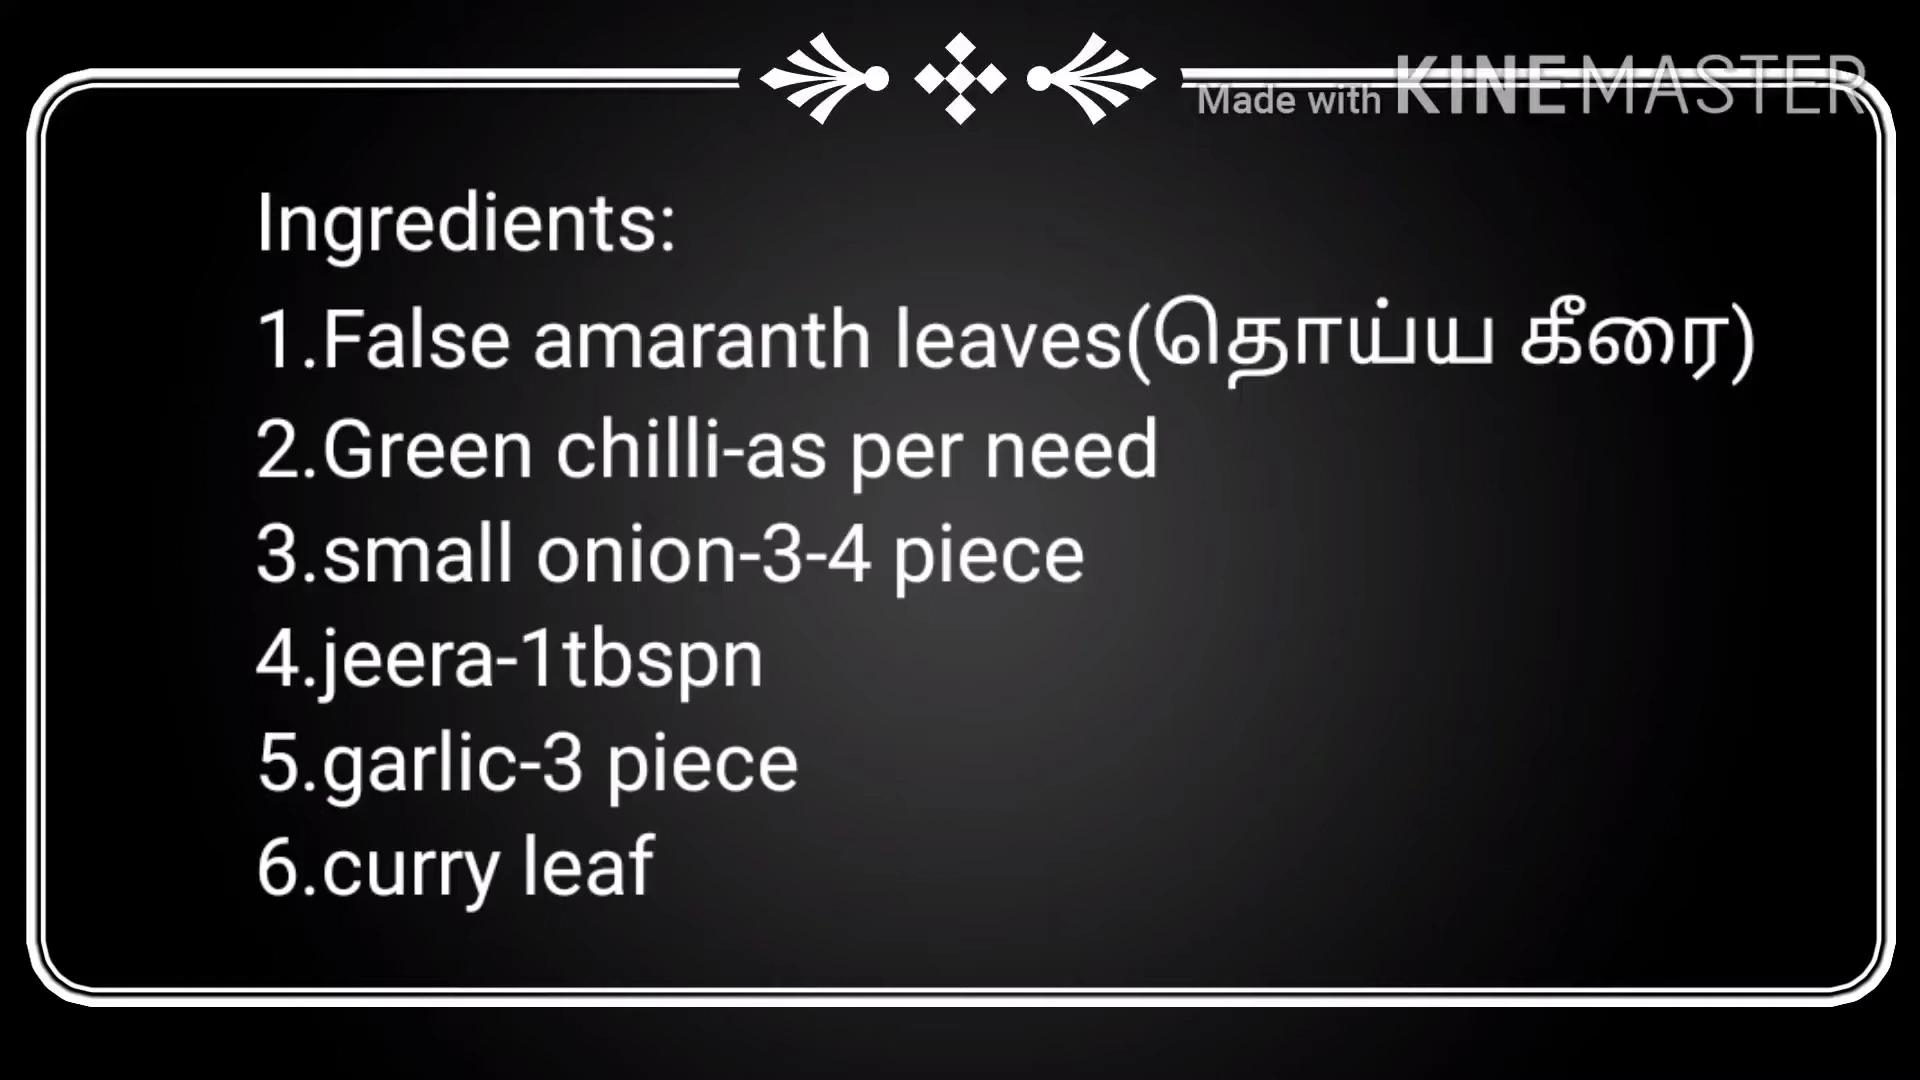 Made with KINEMASTER
Ingredients:
1.False amaranth leaves(தொய்ய கீரை)
2.Green chilli-as per need
3.small onion-3-4 piece
4.jeera-1tbspn
5.garlic-3 piece
6.curry leaf